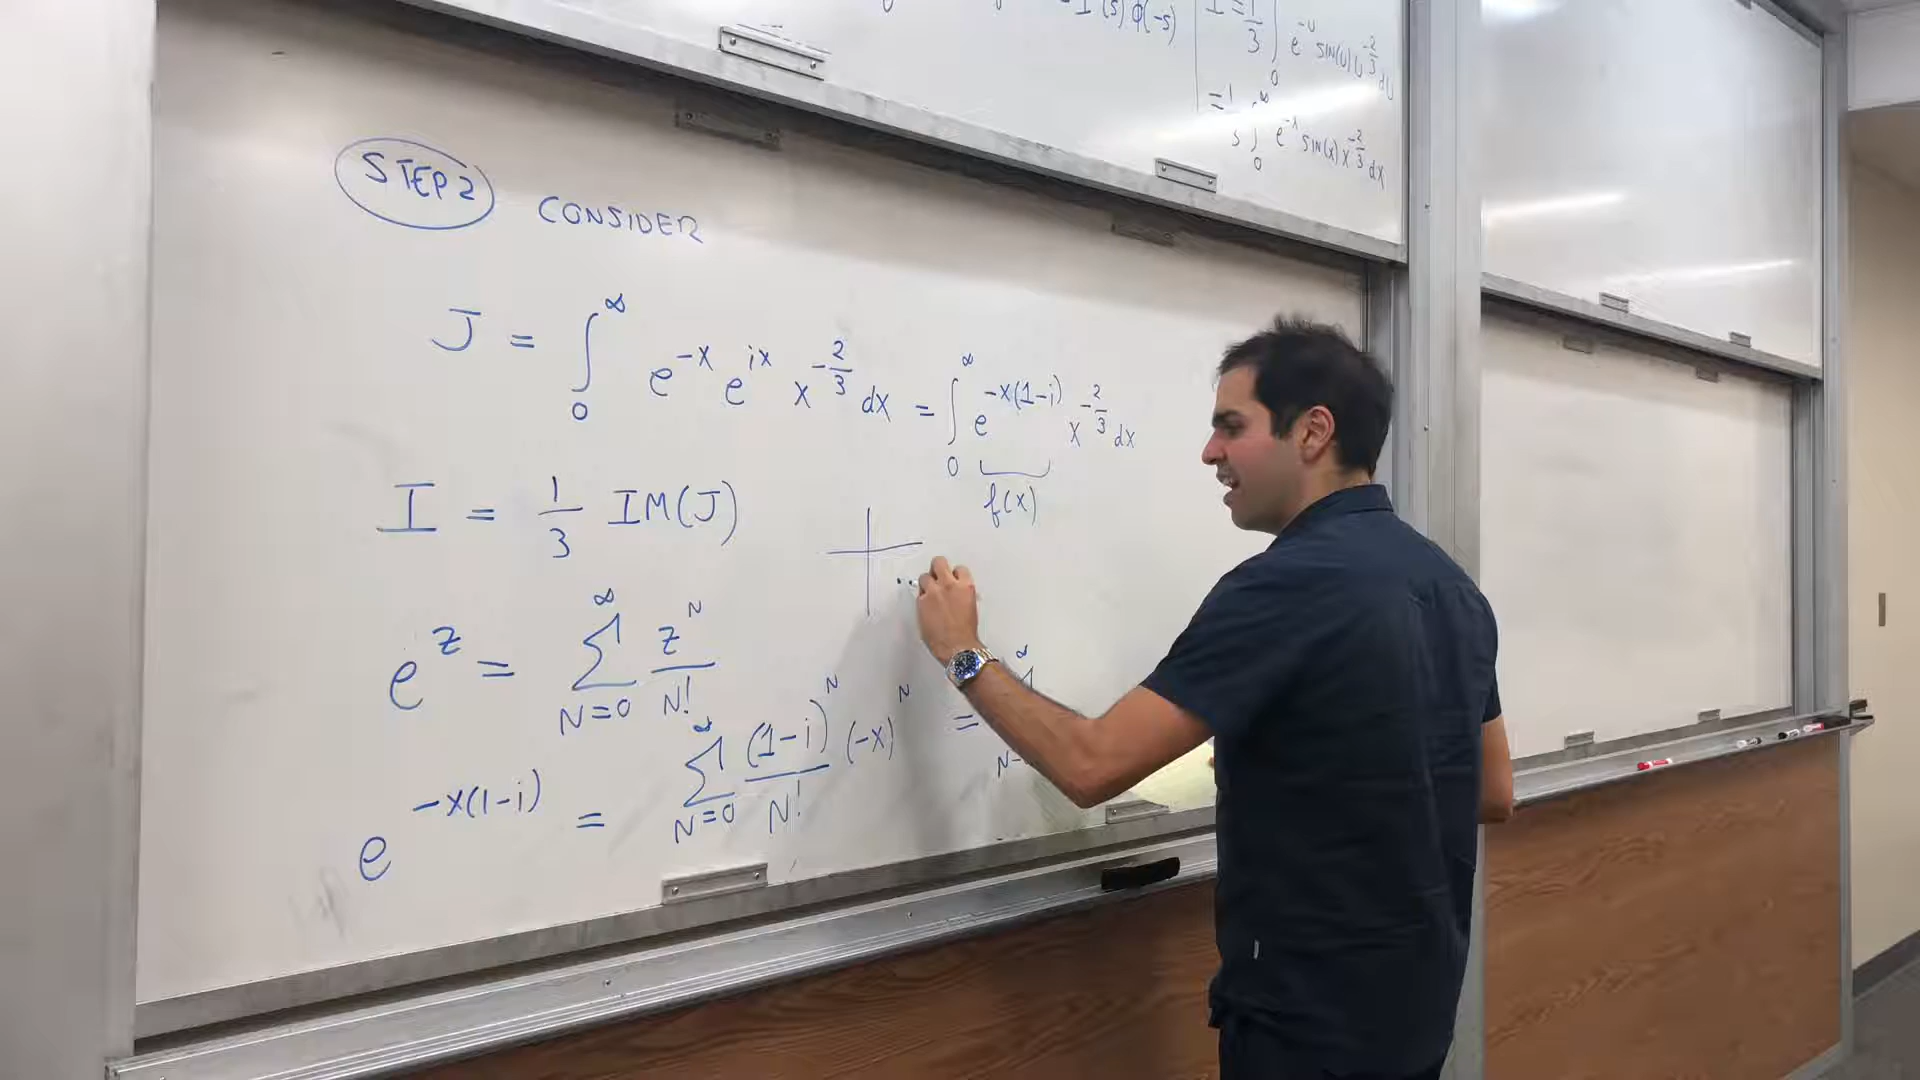 Γ(s) φ(-s)
I = 1/3 ∫₀ e^{-u} SIN(u) u^{-2/3} du
= 1/3 ∫₀^∞ e^{-x} SIN(x) x^{-2/3} dx
STEP 2 CONSIDER
J = ∫₀^∞ e^{-x} e^{ix} x^{-2/3} dx = ∫₀^∞ e^{-x(1-i)} x^{-2/3} dx
f(x)
I = 1/3 IM(J)
e^z = Σ_{N=0}^∞ z^N / N!
e^{-x(1-i)} = Σ_{N=0}^∞ (1-i)^N / N! (-x)^N =